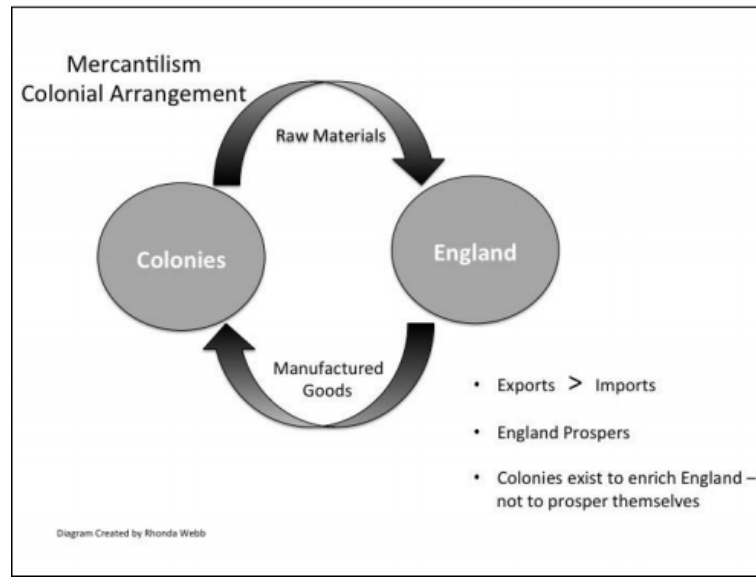 Mercantilism
Colonial Arrangement
Raw Materials
Colonies
England
Manufactured
Goods
• Exports > Imports
• England Prospers
• Colonies exist to enrich England –
not to prosper themselves
Diagram Created by Rhonda Webb